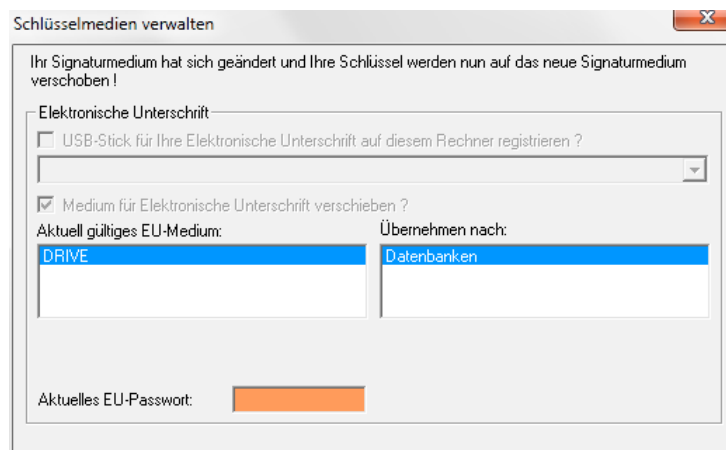 Schlüsselmedien verwalten
Ihr Signaturmedium hat sich geändert und Ihre Schlüssel werden nun auf das neue Signaturmedium
verschoben !
Elektronische Unterschrift
USB-Stick für Ihre Elektronische Unterschrift auf diesem Rechner registrieren ?
Medium für Elektronische Unterschrift verschieben ?
Aktuell gültiges EU-Medium:
Übernehmen nach:
DRIVE
Datenbanken
Aktuelles EU-Passwort: